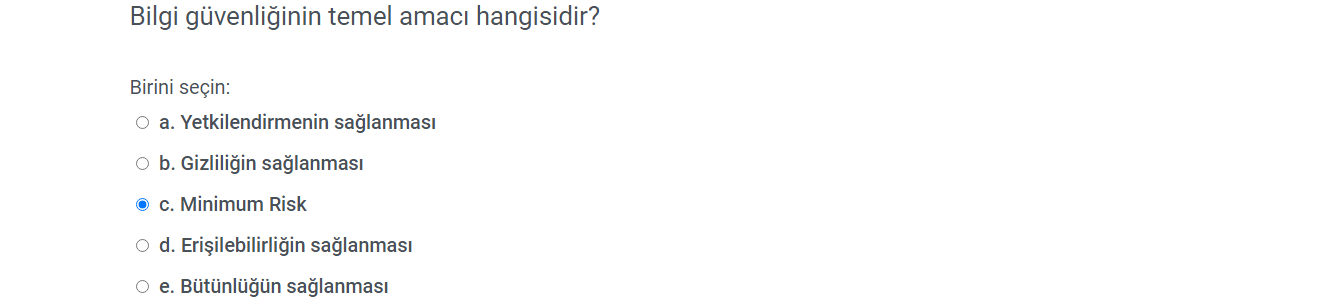 Bilgi güvenliğinin temel amacı hangisidir?
Birini seçin:
a. Yetkilendirmenin sağlanması
b. Gizliliğin sağlanması
c. Minimum Risk
d. Erişilebilirliğin sağlanması
e. Bütünlüğün sağlanması